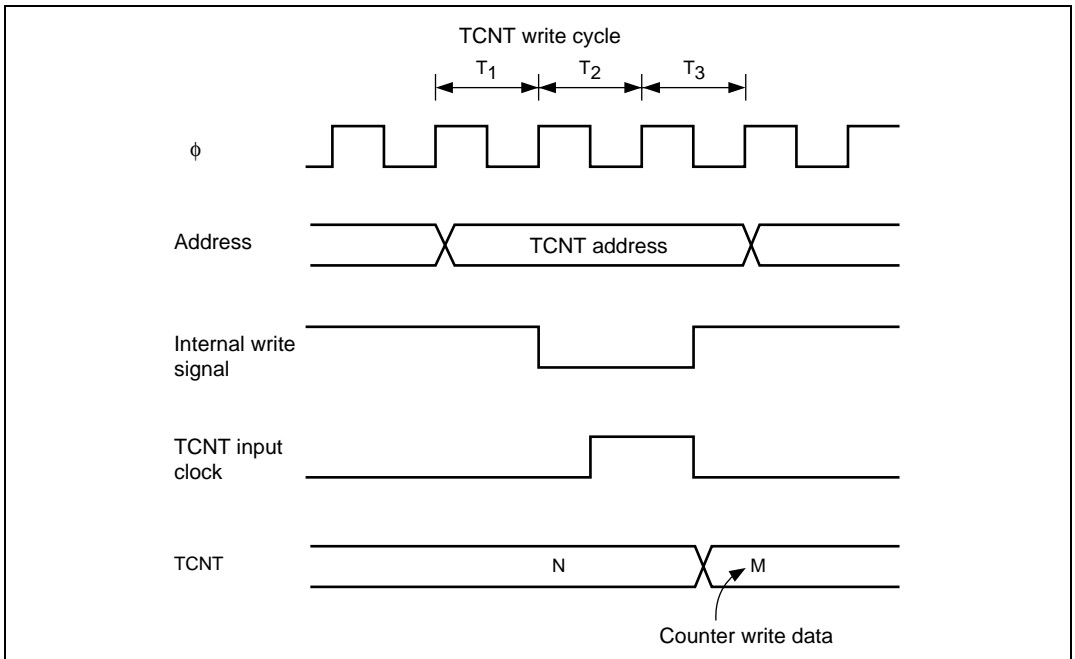 TCNT write cycle
T1 T2 T3
ϕ
Address
TCNT address
Internal write
signal
TCNT input
clock
TCNT
N
M
Counter write data